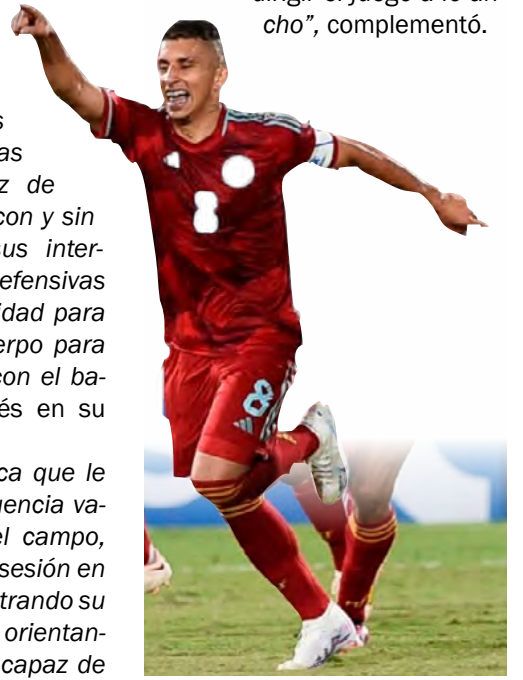 s
as
z de
con y sin
sus inter-
efensivas
idad para
erpo para
con el ba-
és en su
ca que le
uencia va-
el campo,
sesión en
trando su
orientan-
capaz de
dirigir el juego a lo an-
cho”, complementó.
8
8